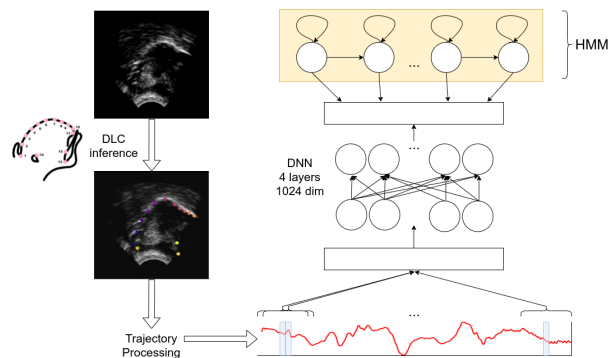 DLC
inference
Trajectory
Processing
HMM
...
...
DNN
4 layers
1024 dim
...